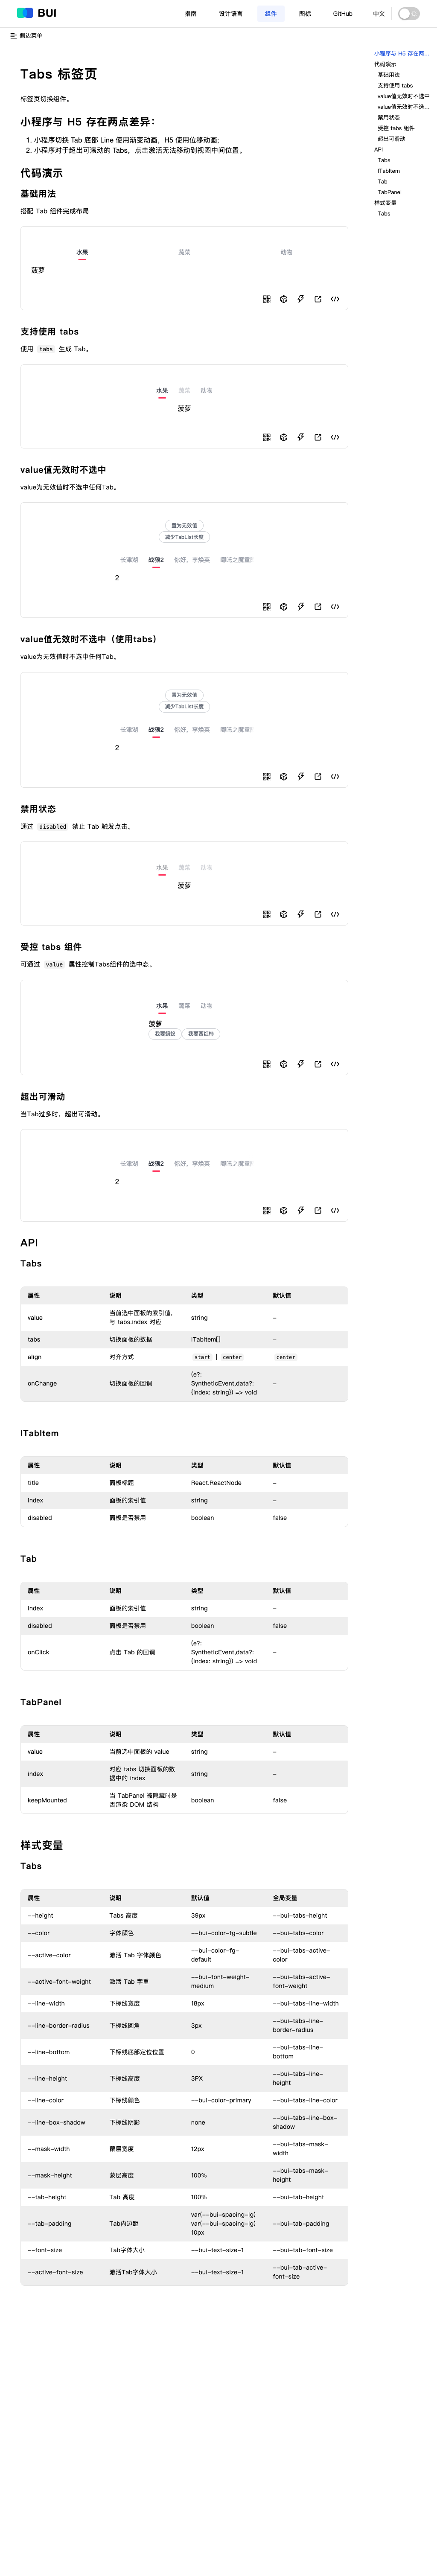 BUI
指南 设计语言 组件 图标 GitHub 中文
侧边菜单
小程序与 H5 存在两...
代码演示
基础用法
支持使用 tabs
value值无效时不选中
value值无效时不选...
禁用状态
受控 tabs 组件
超出可滑动
API
Tabs
ITabItem
Tab
TabPanel
样式变量
Tabs
Tabs 标签页
标签页切换组件。
小程序与 H5 存在两点差异：
1. 小程序切换 Tab 底部 Line 使用渐变动画，H5 使用位移动画;
2. 小程序对于超出可滚动的 Tabs，点击激活无法移动到视图中间位置。
代码演示
基础用法
搭配 Tab 组件完成布局
水果 蔬菜 动物
菠萝
支持使用 tabs
使用 tabs 生成 Tab。
水果 蔬菜 动物
菠萝
value值无效时不选中
value为无效值时不选中任何Tab。
置为无效值
减少TabList长度
长津湖 战狼2 你好，李焕英 哪吒之魔童
2
value值无效时不选中（使用tabs）
value为无效值时不选中任何Tab。
置为无效值
减少TabList长度
长津湖 战狼2 你好，李焕英 哪吒之魔童
2
禁用状态
通过 disabled 禁止 Tab 触发点击。
水果 蔬菜 动物
菠萝
受控 tabs 组件
可通过 value 属性控制Tabs组件的选中态。
水果 蔬菜 动物
菠萝
我要蚂蚁 我要西红柿
超出可滑动
当Tab过多时，超出可滑动。
长津湖 战狼2 你好，李焕英 哪吒之魔童
2
API
Tabs
属性 说明 类型 默认值
value 当前选中面板的索引值，与 tabs.index 对应 string -
tabs 切换面板的数据 ITabItem[]
align 对齐方式 start | center center
onChange 切换面板的回调 (e?: SyntheticEvent,data?: {index: string}) => void -
ITabItem
属性 说明 类型 默认值
title 面板标题 React.ReactNode -
index 面板的索引值 string -
disabled 面板是否禁用 boolean false
Tab
属性 说明 类型 默认值
index 面板的索引值 string -
disabled 面板是否禁用 boolean false
onClick 点击 Tab 的回调 (e?: SyntheticEvent,data?: {index: string}) => void -
TabPanel
属性 说明 类型 默认值
value 当前选中面板的 value string -
index 对应 tabs 切换面板的数据中的 index string -
keepMounted 当 TabPanel 被隐藏时是否渲染 DOM 结构 boolean false
样式变量
Tabs
属性 说明 默认值 全局变量
--height Tabs 高度 39px --bui-tabs-height
--color 字体颜色 --bui-color-fg-subtle --bui-tabs-color
--active-color 激活 Tab 字体颜色 --bui-color-fg-default --bui-tabs-active-color
--active-font-weight 激活 Tab 字重 --bui-font-weight-medium --bui-tabs-active-font-weight
--line-width 下标线宽度 18px --bui-tabs-line-width
--line-border-radius 下标线圆角 3px --bui-tabs-line-border-radius
--line-bottom 下标线底部定位位置 0 --bui-tabs-line-bottom
--line-height 下标线高度 3PX --bui-tabs-line-height
--line-color 下标线颜色 --bui-color-primary --bui-tabs-line-color
--line-box-shadow 下标线阴影 none --bui-tabs-line-box-shadow
--mask-width 蒙层宽度 12px --bui-tabs-mask-width
--mask-height 蒙层高度 100% --bui-tabs-mask-height
--tab-height Tab 高度 100% --bui-tab-height
--tab-padding Tab内边距 var(--bui-spacing-lg) var(--bui-spacing-lg) 10px --bui-tab-padding
--font-size Tab字体大小 --bui-text-size-1 --bui-tab-font-size
--active-font-size 激活Tab字体大小 --bui-text-size-1 --bui-tab-active-font-size